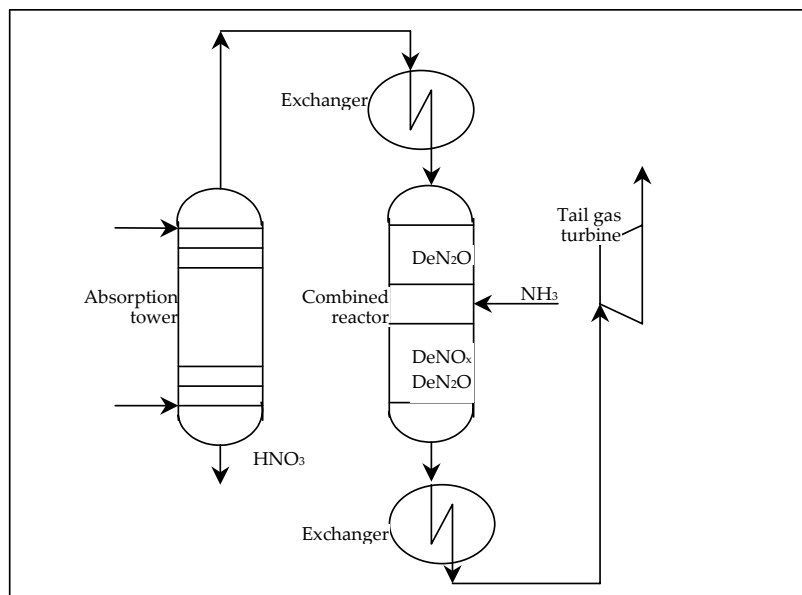 Exchanger
Tail gas
turbine
DeN₂O
Absorption
tower
Combined
reactor
NH₃
DeNOₓ
DeN₂O
HNO₃
Exchanger